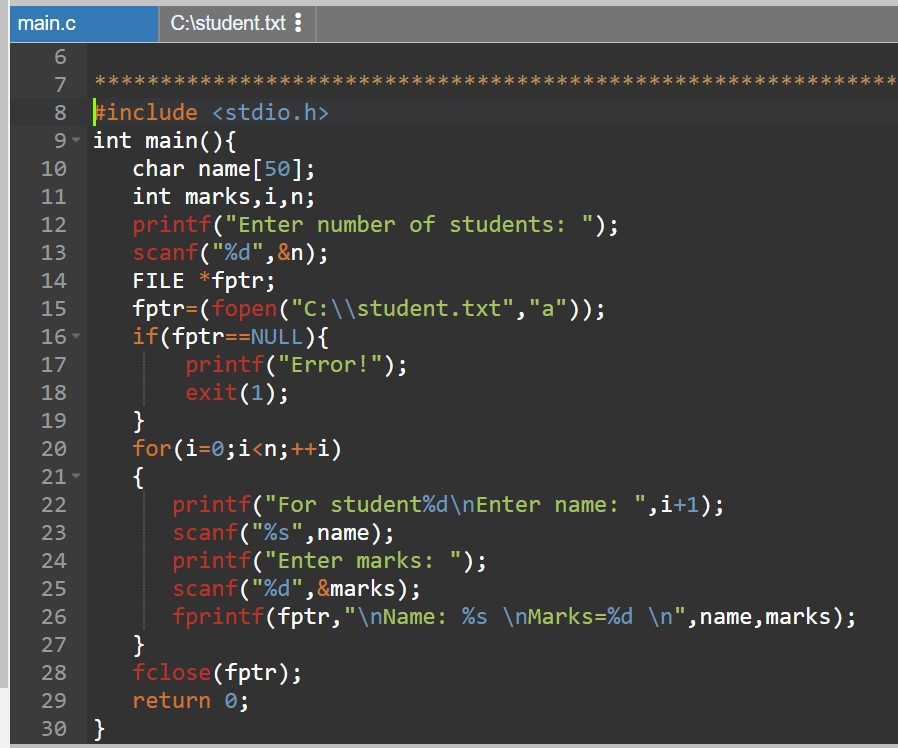 main.c C:\student.txt
6
7 *************************************************************
8 #include <stdio.h>
9 int main(){
10 char name[50];
11 int marks,i,n;
12 printf("Enter number of students: ");
13 scanf("%d",&n);
14 FILE *fptr;
15 fptr=(fopen("C:\\student.txt","a"));
16 if(fptr==NULL){
17 printf("Error!");
18 exit(1);
19 }
20 for(i=0;i<n;++i)
21 {
22 printf("For student%d\nEnter name: ",i+1);
23 scanf("%s",name);
24 printf("Enter marks: ");
25 scanf("%d",&marks);
26 fprintf(fptr,"\nName: %s \nMarks=%d \n",name,marks);
27 }
28 fclose(fptr);
29 return 0;
30 }